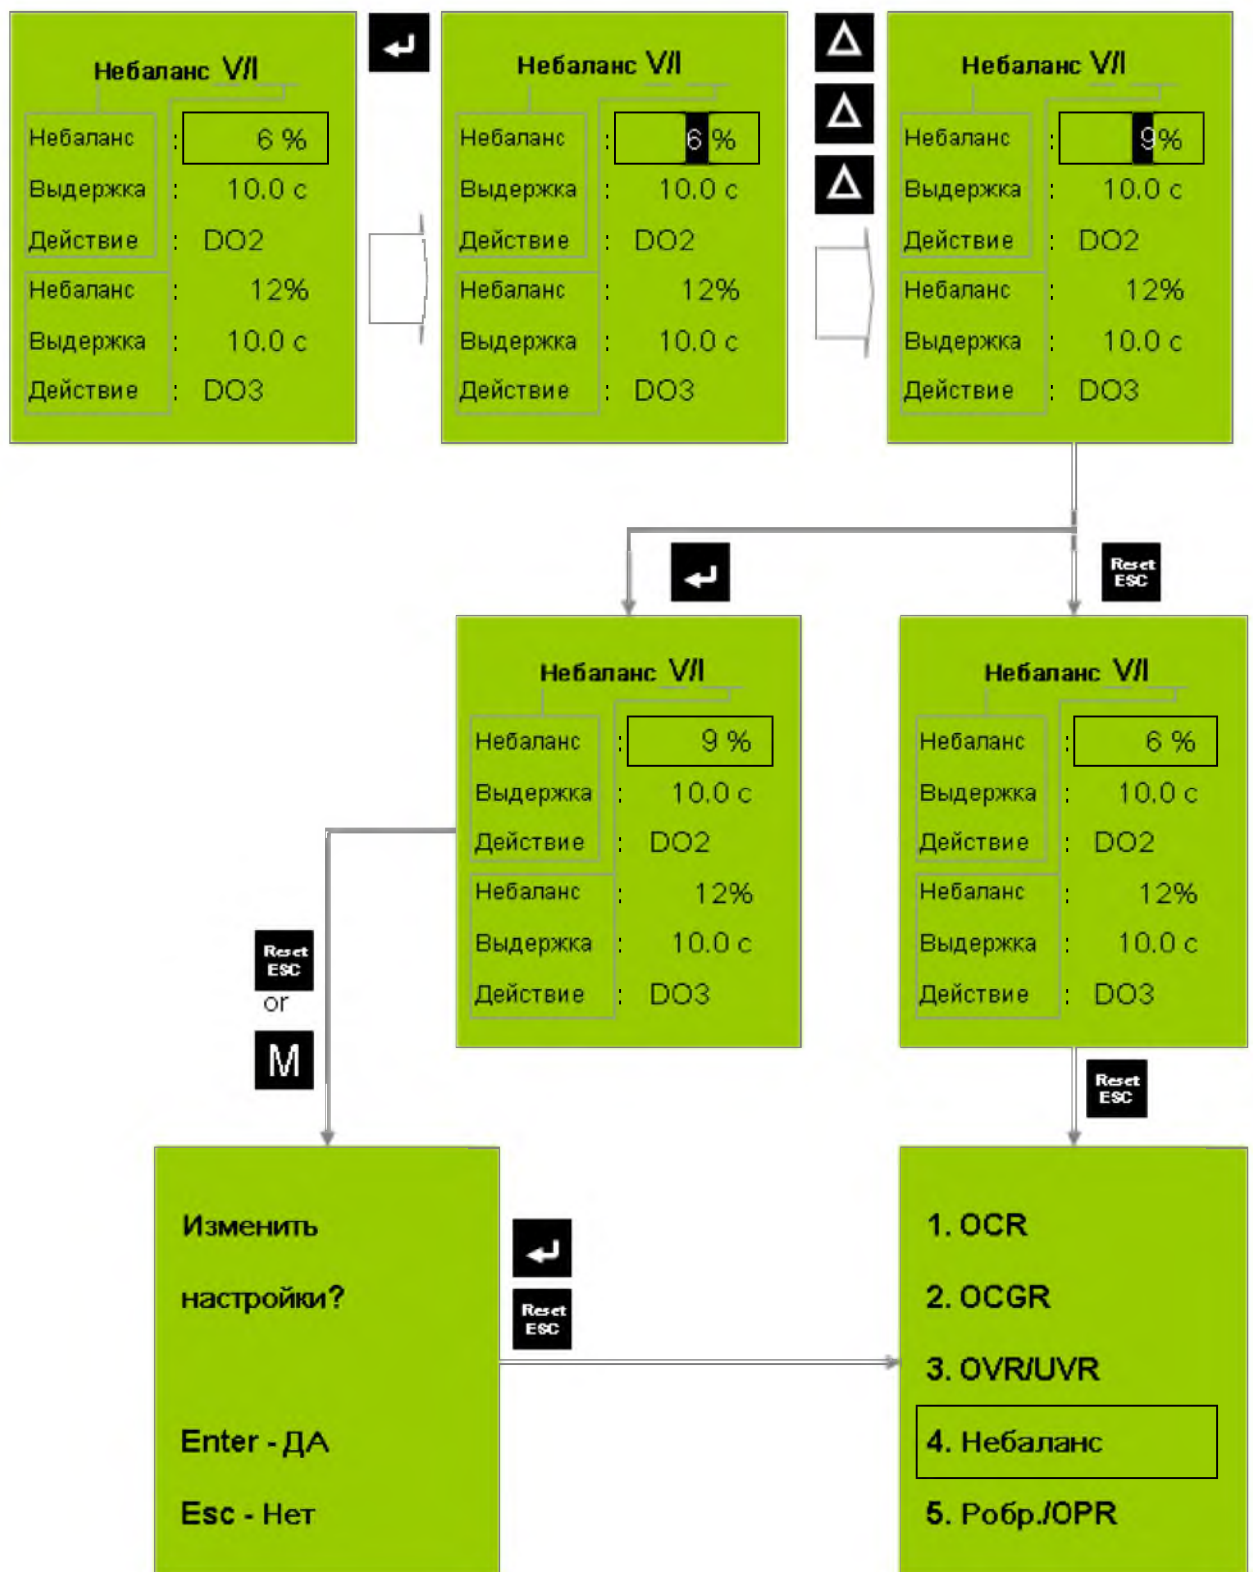 Небаланс V/I
Небаланс : 6 %
Выдержка : 10.0 с
Действие : DO2
Небаланс : 12%
Выдержка : 10.0 с
Действие : DO3
Небаланс V/I
Небаланс : 6 %
Выдержка : 10.0 с
Действие : DO2
Небаланс : 12%
Выдержка : 10.0 с
Действие : DO3
Небаланс V/I
Небаланс : 9%
Выдержка : 10.0 с
Действие : DO2
Небаланс : 12%
Выдержка : 10.0 с
Действие : DO3
Reset
ESC
Небаланс V/I
Небаланс : 9 %
Выдержка : 10.0 с
Действие : DO2
Небаланс : 12%
Выдержка : 10.0 с
Действие : DO3
Небаланс V/I
Небаланс : 6 %
Выдержка : 10.0 с
Действие : DO2
Небаланс : 12%
Выдержка : 10.0 с
Действие : DO3
Reset
ESC
or
M
Reset
ESC
Изменить
настройки?
Enter - ДА
Esc - Нет
Reset
ESC
1. OCR
2. OCGR
3. OVR/UVR
4. Небаланс
5. Робр./OPR